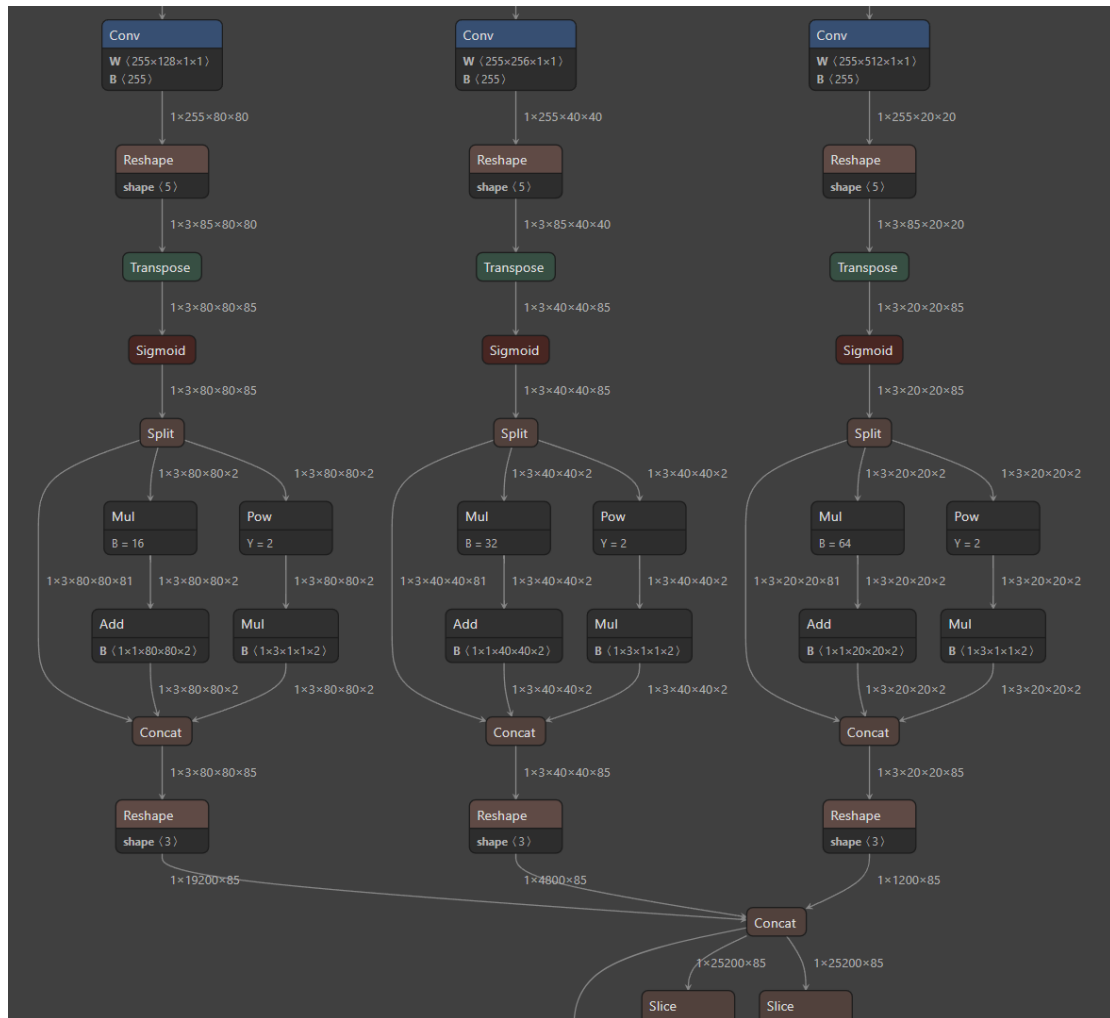 Conv
W ⟨255×128×1×1⟩
B ⟨255⟩
Conv
W ⟨255×256×1×1⟩
B ⟨255⟩
Conv
W ⟨255×512×1×1⟩
B ⟨255⟩
1×255×80×80
1×255×40×40
1×255×20×20
Reshape
shape ⟨5⟩
Reshape
shape ⟨5⟩
Reshape
shape ⟨5⟩
1×3×85×80×80
1×3×85×40×40
1×3×85×20×20
Transpose
Transpose
Transpose
1×3×80×80×85
1×3×40×40×85
1×3×20×20×85
Sigmoid
Sigmoid
Sigmoid
1×3×80×80×85
1×3×40×40×85
1×3×20×20×85
Split
Split
Split
1×3×80×80×2
1×3×80×80×2
1×3×40×40×2
1×3×40×40×2
1×3×20×20×2
1×3×20×20×2
Mul
B = 16
Pow
Y = 2
Mul
B = 32
Pow
Y = 2
Mul
B = 64
Pow
Y = 2
1×3×80×80×81
1×3×80×80×2
1×3×80×80×2
1×3×40×40×81
1×3×40×40×2
1×3×40×40×2
1×3×20×20×81
1×3×20×20×2
1×3×20×20×2
Add
B ⟨1×1×80×80×2⟩
Mul
B ⟨1×3×1×1×2⟩
Add
B ⟨1×1×40×40×2⟩
Mul
B ⟨1×3×1×1×2⟩
Add
B ⟨1×1×20×20×2⟩
Mul
B ⟨1×3×1×1×2⟩
1×3×80×80×2
1×3×80×80×2
1×3×40×40×2
1×3×40×40×2
1×3×20×20×2
1×3×20×20×2
Concat
Concat
Concat
1×3×80×80×85
1×3×40×40×85
1×3×20×20×85
Reshape
shape ⟨3⟩
Reshape
shape ⟨3⟩
Reshape
shape ⟨3⟩
1×19200×85
1×4800×85
1×1200×85
Concat
1×25200×85
1×25200×85
Slice
Slice